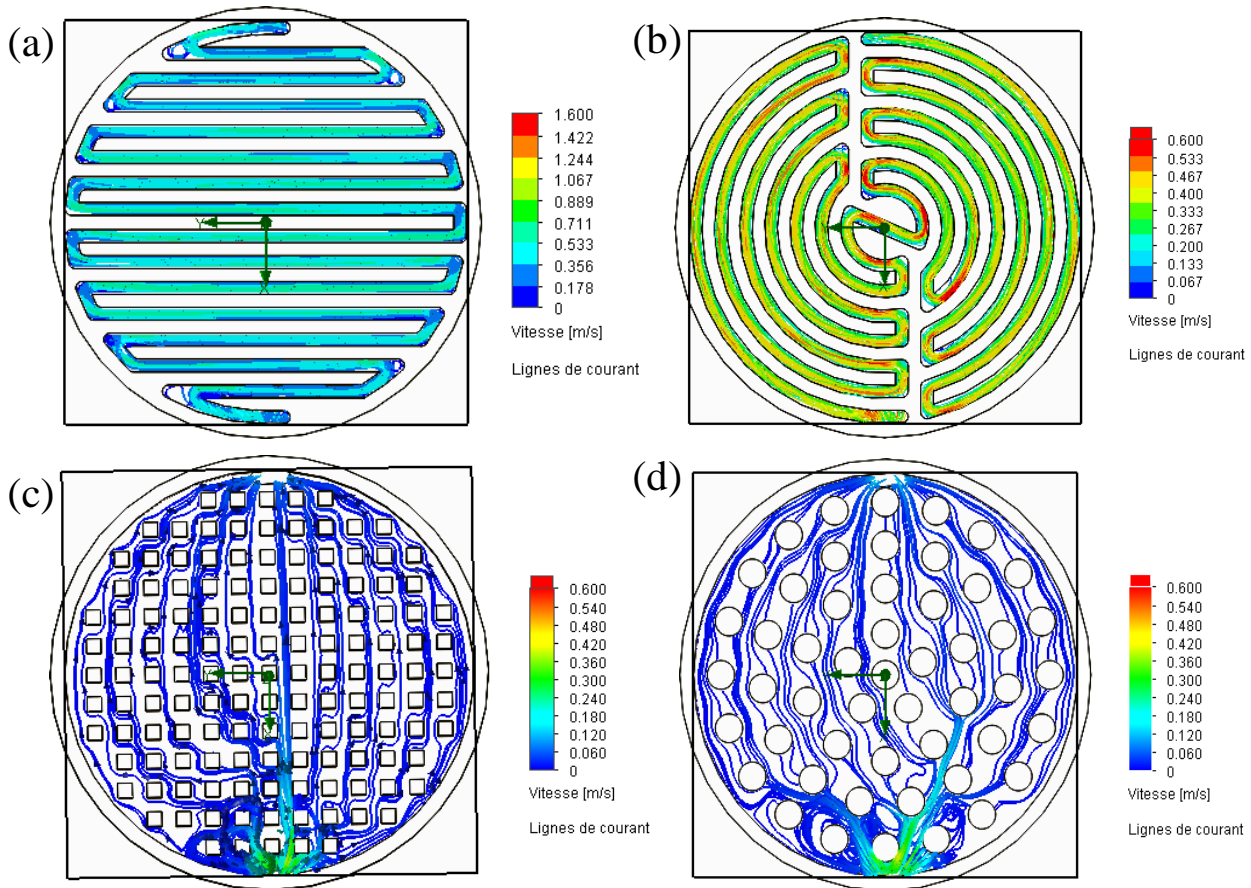 (a)
Y
X
1.600
1.422
1.244
1.067
0.889
0.711
0.533
0.356
0.178
0
Vitesse [m/s]
Lignes de courant
(b)
X
0.600
0.533
0.467
0.400
0.333
0.267
0.200
0.133
0.067
0
Vitesse [m/s]
Lignes de courant
(c)
0.600
0.540
0.480
0.420
0.360
0.300
0.240
0.180
0.120
0.060
0
Vitesse [m/s]
Lignes de courant
(d)
0.600
0.540
0.480
0.420
0.360
0.300
0.240
0.180
0.120
0.060
0
Vitesse [m/s]
Lignes de courant